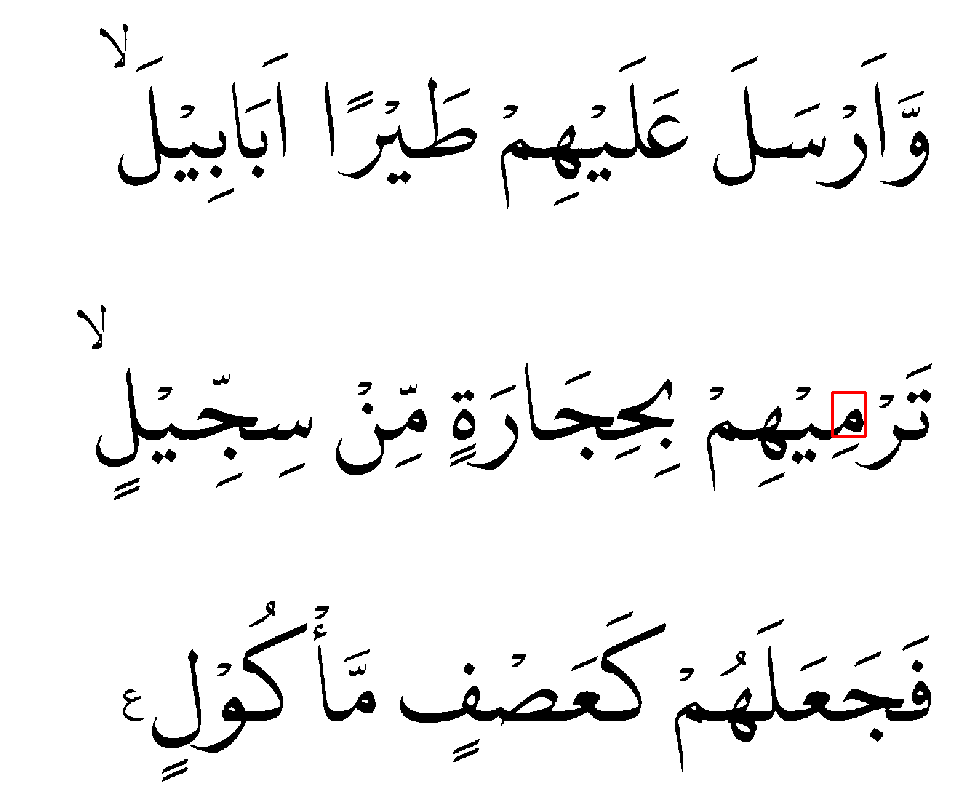 وَّاَرْسَلَ عَلَيْهِمْ طَيْرًا اَبَابِيْلَۙ
تَرْمِيْهِمْ بِحِجَارَةٍ مِّنْ سِجِّيْلٍۙ
فَجَعَلَهُمْ كَعَصْفٍ مَّأْكُوْلٍ ع